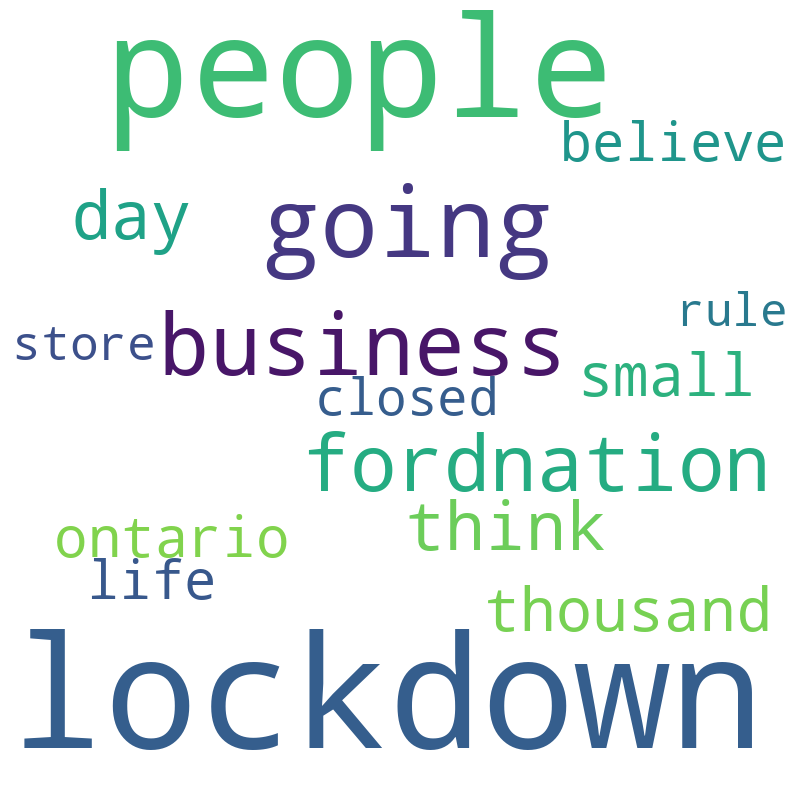 people
believe
day
going
rule
store
business
small
closed
fordnation
think
ontario
life
thousand
lockdown